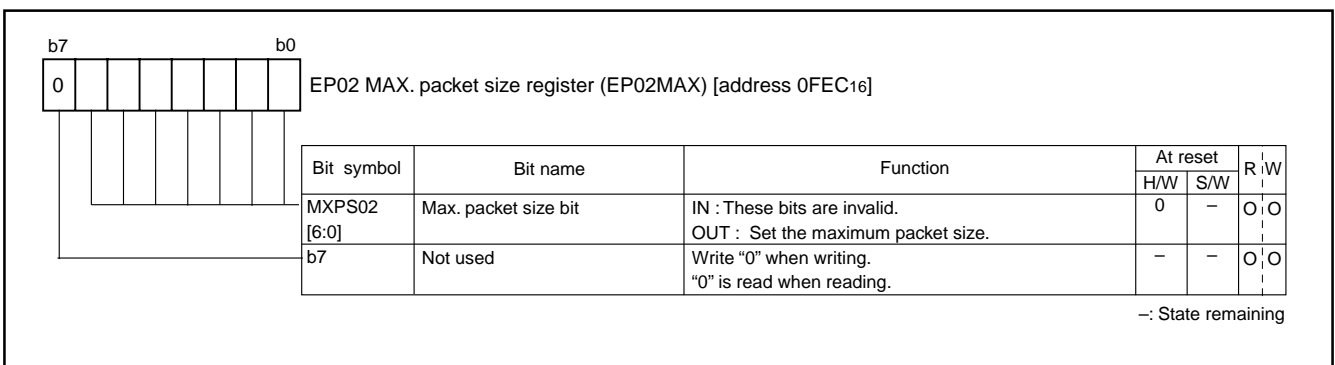 b7 b0
0 EP02 MAX. packet size register (EP02MAX) [address 0FEC16]
Bit symbol Bit name Function At reset R W
H/W S/W
MXPS02 Max. packet size bit IN : These bits are invalid. 0 – O O
[6:0] OUT : Set the maximum packet size.
b7 Not used Write “0” when writing. – – O O
“0” is read when reading.
–: State remaining